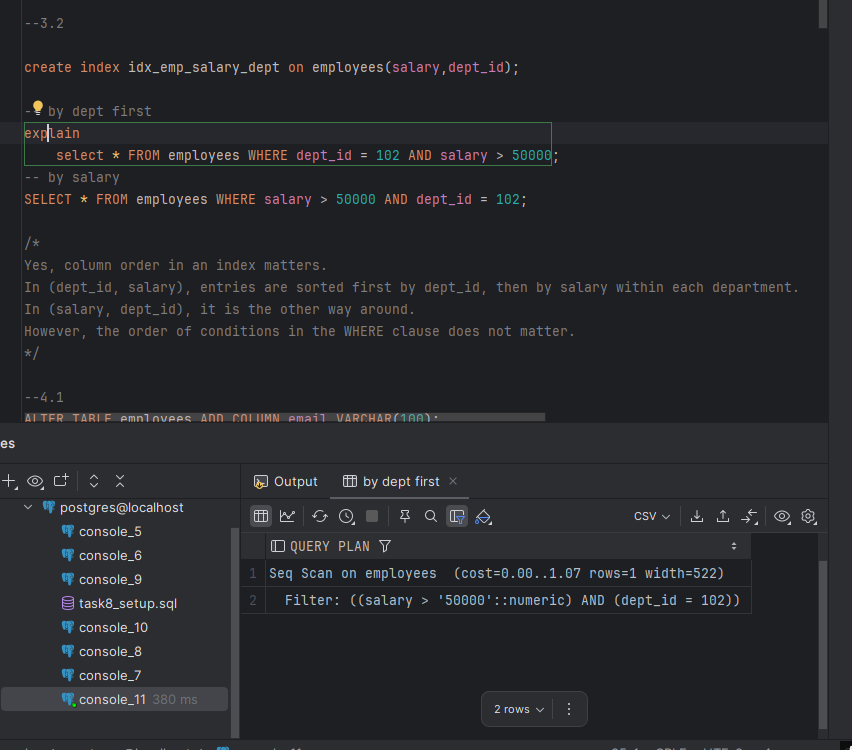 --3.2
create index idx_emp_salary_dept on employees(salary,dept_id);
by dept first
explain
select * FROM employees WHERE dept_id = 102 AND salary > 50000;
-- by salary
SELECT * FROM employees WHERE salary > 50000 AND dept_id = 102;
/*
Yes, column order in an index matters.
In (dept_id, salary), entries are sorted first by dept_id, then by salary within each department.
In (salary, dept_id), it is the other way around.
However, the order of conditions in the WHERE clause does not matter.
*/
--4.1
ALTER TABLE employees ADD COLUMN email VARCHAR(100);
es
postgres@localhost
console_5
console_6
console_9
task8_setup.sql
console_10
console_8
console_7
console_11 380 ms
Output
by dept first
CSV
QUERY PLAN
1 Seq Scan on employees (cost=0.00..1.07 rows=1 width=522)
2 Filter: ((salary > '50000'::numeric) AND (dept_id = 102))
2 rows